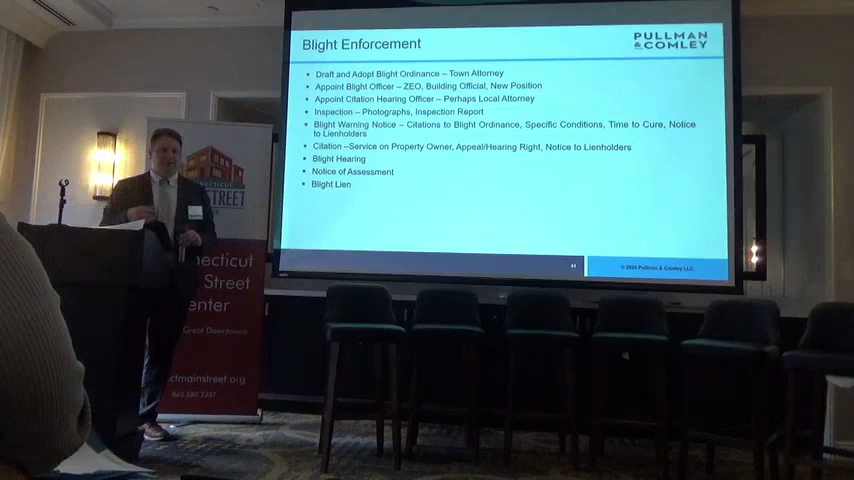 Blight Enforcement
PULLMAN
& COMLEY
Draft and Adopt Blight Ordinance – Town Attorney
Appoint Blight Officer – ZEO, Building Official, New Position
Appoint Citation Hearing Officer – Perhaps Local Attorney
Inspection – Photographs, Inspection Report
Blight Warning Notice – Citations to Blight Ordinance, Specific Conditions, Time to Cure, Notice
to Lienholders
Citation –Service on Property Owner, Appeal/Hearing Right, Notice to Lienholders
Blight Hearing
Notice of Assessment
Blight Lien
44
© 2024 Pullman & Comley LLC
NNECTICUT
STREET
necticut
Street
enter
Great Downtowns
ctmainstreet.org
860.280.2337